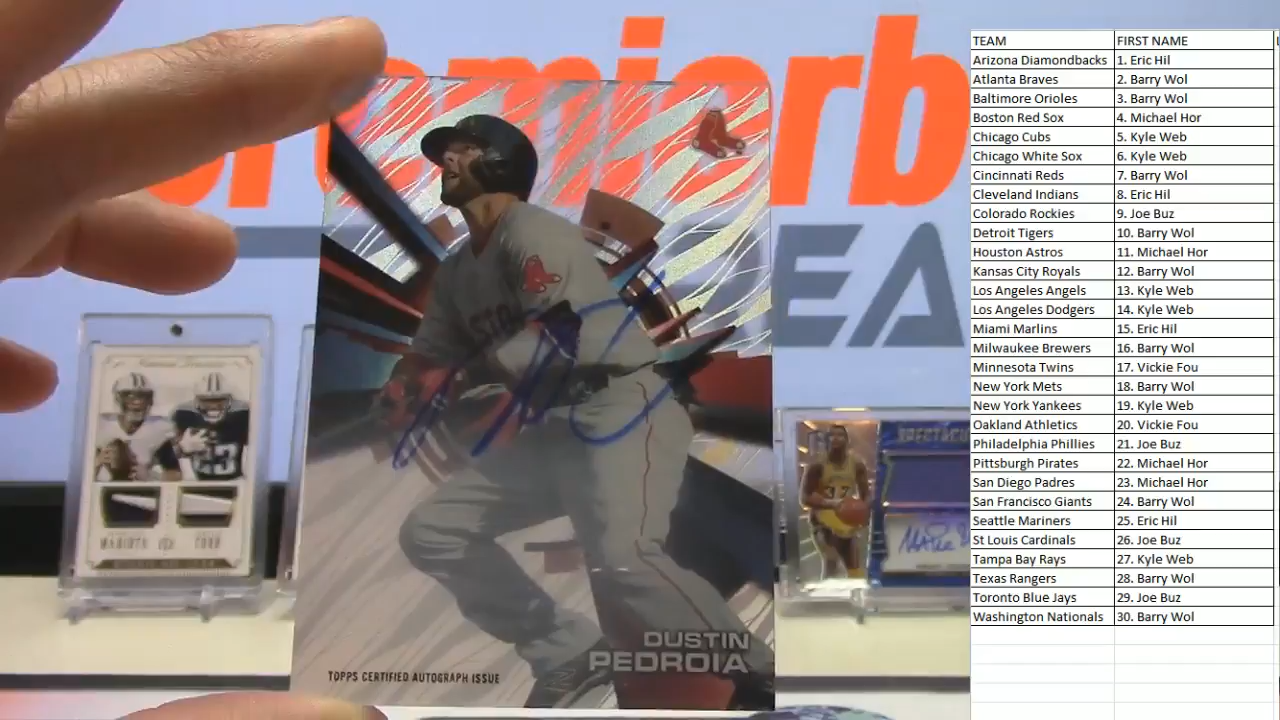 premierb
EA
BOSTON
DUSTIN
PEDROIA
TOPPS CERTIFIED AUTOGRAPH ISSUE
23
MARIOTA
COBB
37
SPECTACU
TEAM FIRST NAME
Arizona Diamondbacks 1. Eric Hil
Atlanta Braves 2. Barry Wol
Baltimore Orioles 3. Barry Wol
Boston Red Sox 4. Michael Hor
Chicago Cubs 5. Kyle Web
Chicago White Sox 6. Kyle Web
Cincinnati Reds 7. Barry Wol
Cleveland Indians 8. Eric Hil
Colorado Rockies 9. Joe Buz
Detroit Tigers 10. Barry Wol
Houston Astros 11. Michael Hor
Kansas City Royals 12. Barry Wol
Los Angeles Angels 13. Kyle Web
Los Angeles Dodgers 14. Kyle Web
Miami Marlins 15. Eric Hil
Milwaukee Brewers 16. Barry Wol
Minnesota Twins 17. Vickie Fou
New York Mets 18. Barry Wol
New York Yankees 19. Kyle Web
Oakland Athletics 20. Vickie Fou
Philadelphia Phillies 21. Joe Buz
Pittsburgh Pirates 22. Michael Hor
San Diego Padres 23. Michael Hor
San Francisco Giants 24. Barry Wol
Seattle Mariners 25. Eric Hil
St Louis Cardinals 26. Joe Buz
Tampa Bay Rays 27. Kyle Web
Texas Rangers 28. Barry Wol
Toronto Blue Jays 29. Joe Buz
Washington Nationals 30. Barry Wol